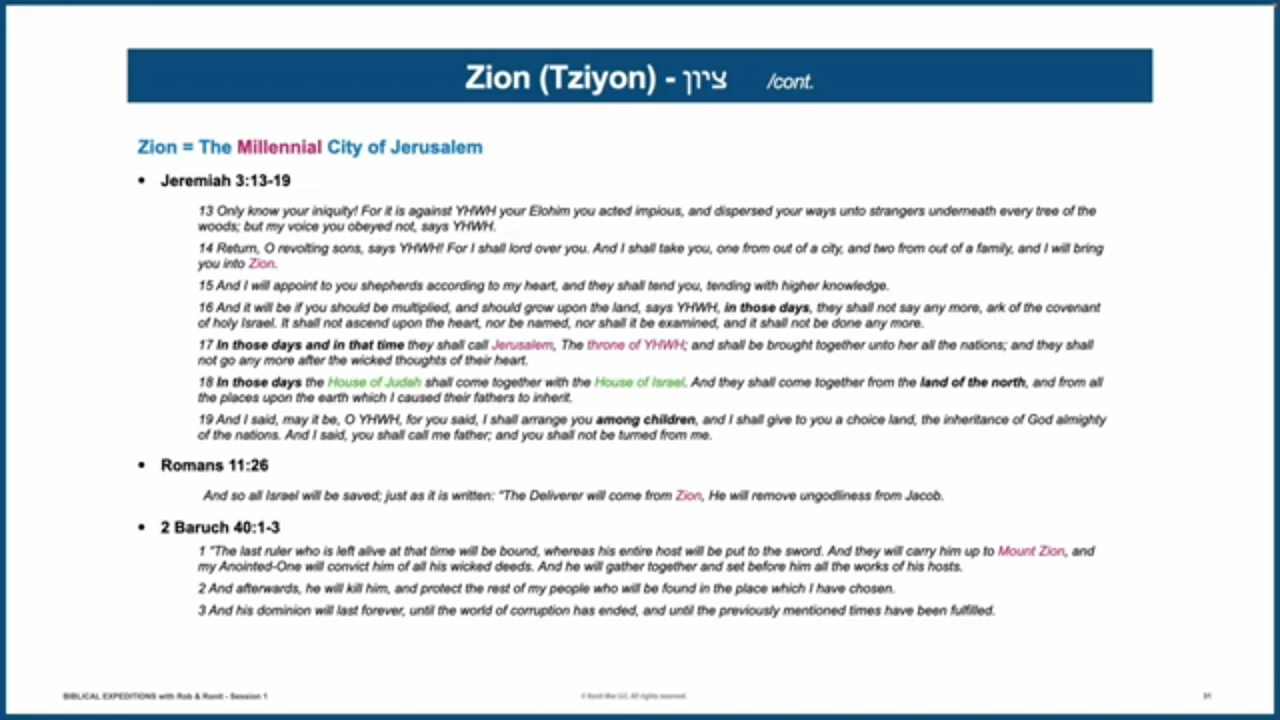 Zion (Tziyon) - ציון /cont.
Zion = The Millennial City of Jerusalem
• Jeremiah 3:13-19
13 Only know your iniquity! For it is against YHWH your Elohim you acted impious, and dispersed your ways unto strangers underneath every tree of the
woods; but my voice you obeyed not, says YHWH.
14 Return, O revolting sons, says YHWH! For I shall lord over you. And I shall take you, one from out of a city, and two from out of a family, and I will bring
you into Zion.
15 And I will appoint to you shepherds according to my heart, and they shall tend you, tending with higher knowledge.
16 And it will be if you should be multiplied, and should grow upon the land, says YHWH, in those days, they shall not say any more, ark of the covenant
of holy Israel. It shall not ascend upon the heart, nor be named, nor shall it be examined, and it shall not be done any more.
17 In those days and in that time they shall call Jerusalem, The throne of YHWH; and shall be brought together unto her all the nations; and they shall
not go any more after the wicked thoughts of their heart.
18 In those days the House of Judah shall come together with the House of Israel. And they shall come together from the land of the north, and from all
the places upon the earth which I caused their fathers to inherit.
19 And I said, may it be, O YHWH, for you said, I shall arrange you among children, and I shall give to you a choice land, the inheritance of God almighty
of the nations. And I said, you shall call me father; and you shall not be turned from me.
• Romans 11:26
And so all Israel will be saved; just as it is written: "The Deliverer will come from Zion, He will remove ungodliness from Jacob.
• 2 Baruch 40:1-3
1 "The last ruler who is left alive at that time will be bound, whereas his entire host will be put to the sword. And they will carry him up to Mount Zion, and
my Anointed-One will convict him of all his wicked deeds. And he will gather together and set before him all the works of his hosts.
2 And afterwards, he will kill him, and protect the rest of my people who will be found in the place which I have chosen.
3 And his dominion will last forever, until the world of corruption has ended, and until the previously mentioned times have been fulfilled.
BIBLICAL EXPEDITIONS with Rob & Ronit - Session 1
© Ronit Mor LLC. All rights reserved.
31